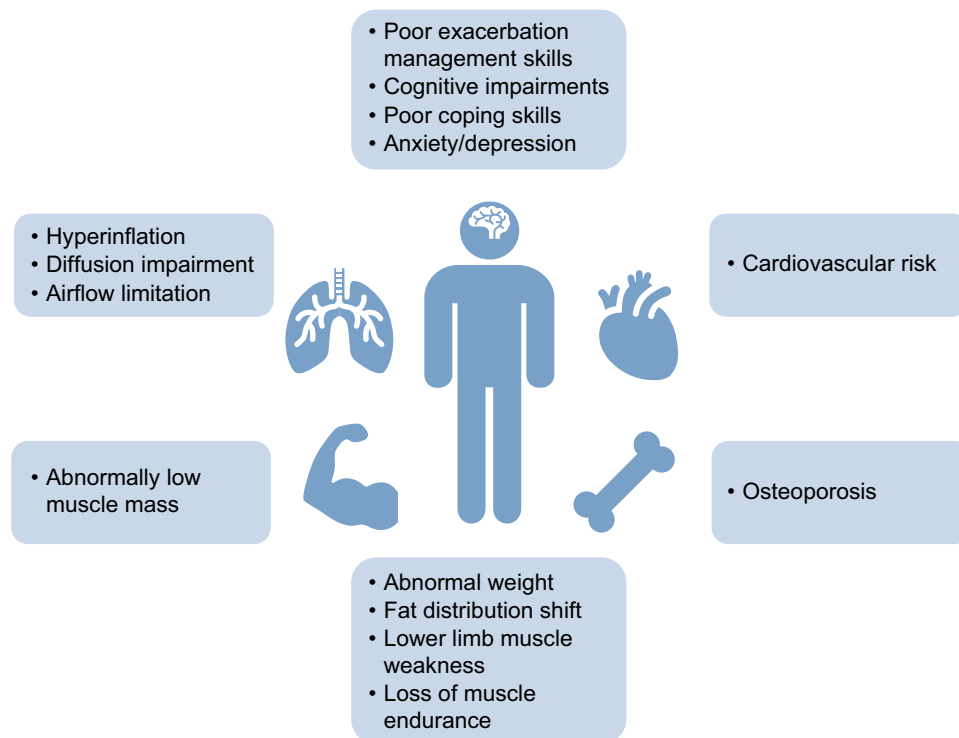 • Poor exacerbation
management skills
• Cognitive impairments
• Poor coping skills
• Anxiety/depression
• Hyperinflation
• Diffusion impairment
• Airflow limitation
• Cardiovascular risk
• Abnormally low
muscle mass
• Osteoporosis
• Abnormal weight
• Fat distribution shift
• Lower limb muscle
weakness
• Loss of muscle
endurance